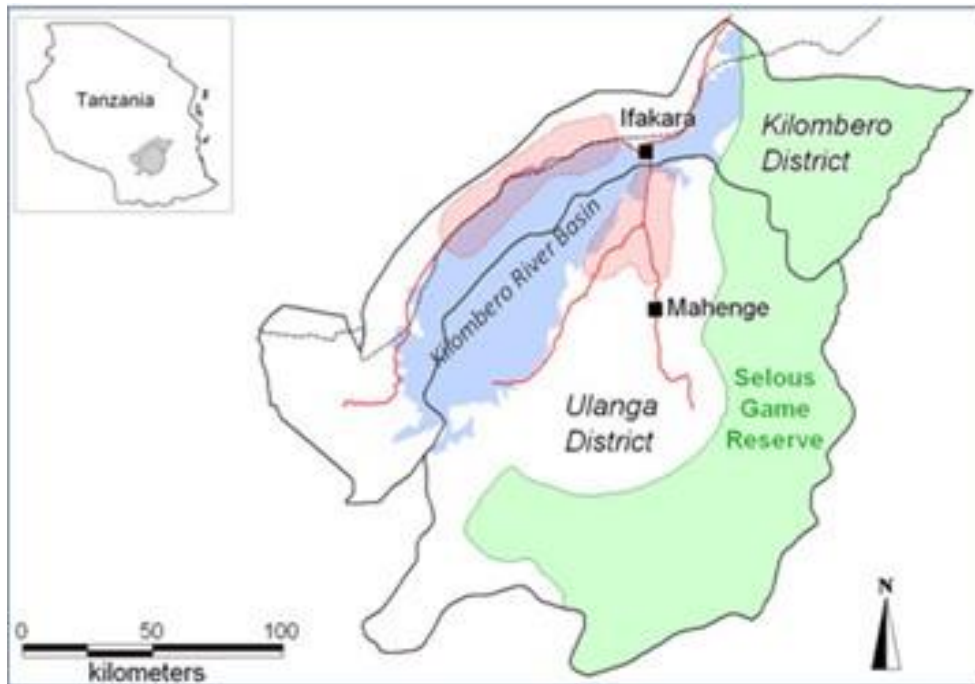 Tanzania
Ifakara
Kilombero
District
Kilombero River Basin
Mahenge
Selous
Game
Reserve
Ulanga
District
N
0 50 100
kilometers